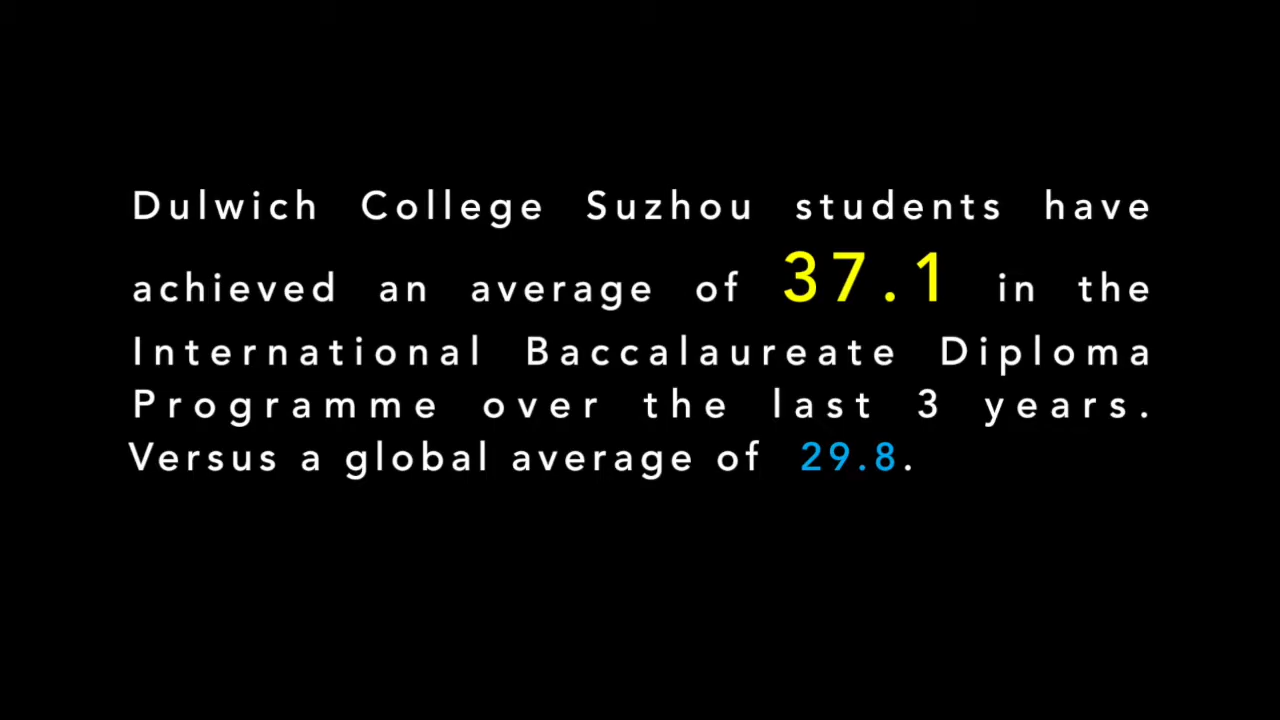 Dulwich College Suzhou students have
achieved an average of 37.1 in the
International Baccalaureate Diploma
Programme over the last 3 years.
Versus a global average of 29.8.